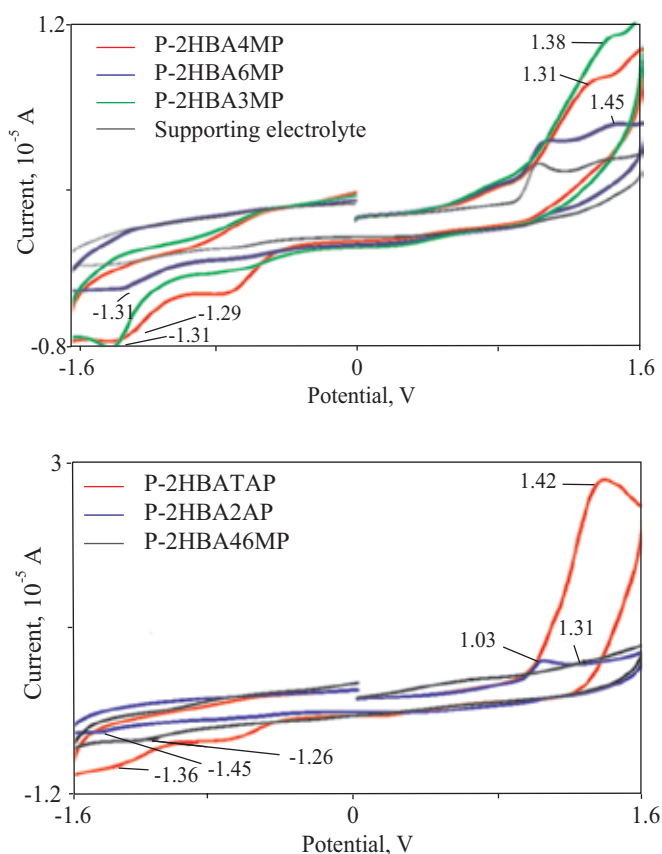 1.2
P-2HBA4MP
P-2HBA6MP
P-2HBA3MP
Supporting electrolyte
1.38
1.31
1.45
Current, 10⁻⁵ A
-1.31
-1.29
-1.31
-0.8
-1.6
0
1.6
Potential, V
3
P-2HBATAP
P-2HBA2AP
P-2HBA46MP
1.42
1.03
1.31
Current, 10⁻⁵ A
-1.26
-1.45
-1.36
-1.2
-1.6
0
1.6
Potential, V